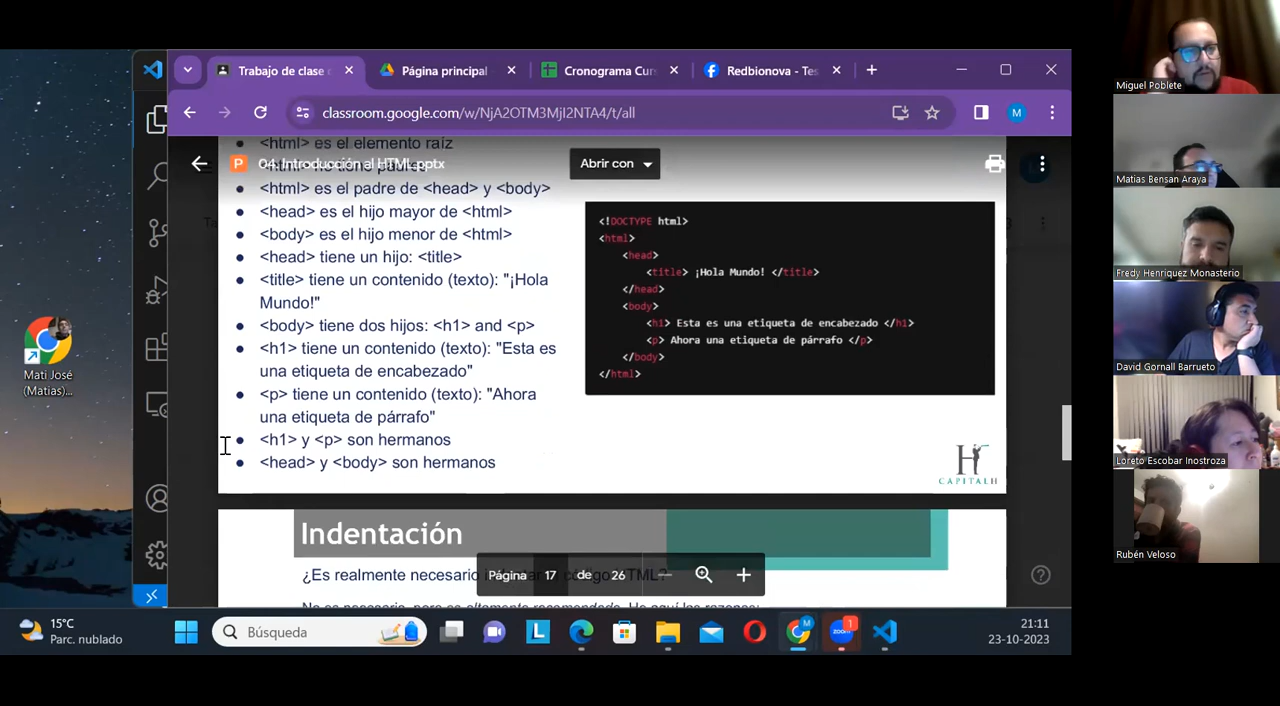 Trabajo de clase
Página principal
Cronograma Cur
Redbionova - Tes
classroom.google.com/w/NjA2OTM3MjI2NTA4/t/all
<html> es el elemento raíz
04. Introducción al HTML.pptx
Abrir con
<html> es el padre de <head> y <body>
<head> es el hijo mayor de <html>
<body> es el hijo menor de <html>
<head> tiene un hijo: <title>
<title> tiene un contenido (texto): "¡Hola
Mundo!"
<body> tiene dos hijos: <h1> and <p>
<h1> tiene un contenido (texto): "Esta es
una etiqueta de encabezado"
<p> tiene un contenido (texto): "Ahora
una etiqueta de párrafo"
<h1> y <p> son hermanos
<head> y <body> son hermanos
<!DOCTYPE html>
<html>
<head>
<title> ¡Hola Mundo! </title>
</head>
<body>
<h1> Esta es una etiqueta de encabezado </h1>
<p> Ahora una etiqueta de párrafo </p>
</body>
</html>
CAPITALH
Indentación
¿Es realmente necesario
Página 17 de 26
Mati José
(Matias)...
15°C
Parc. nublado
Búsqueda
21:11
23-10-2023
Miguel Poblete
Matias Bensan Araya
Fredy Henriquez Monasterio
David Gornall Barrueto
Loreto Escobar Inostroza
Rubén Veloso